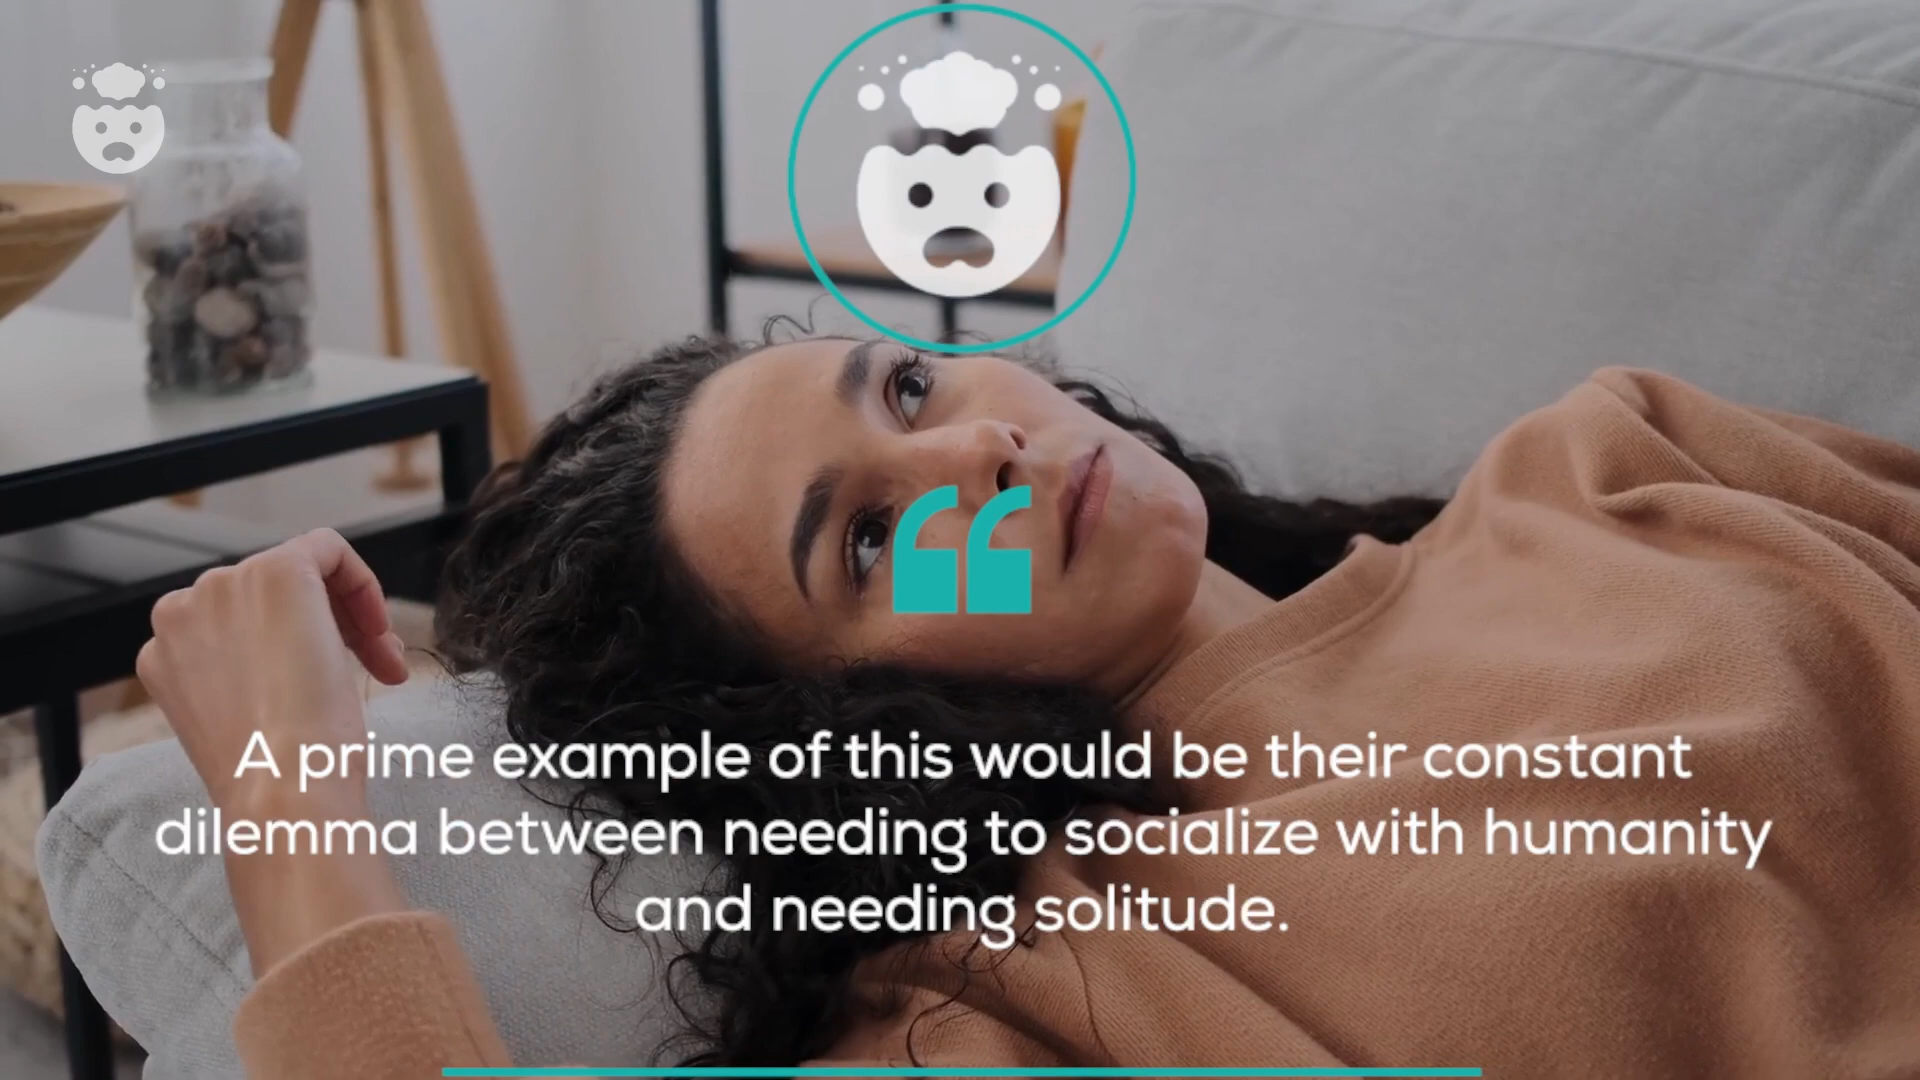 A prime example of this would be their constant
dilemma between needing to socialize with humanity
and needing solitude.